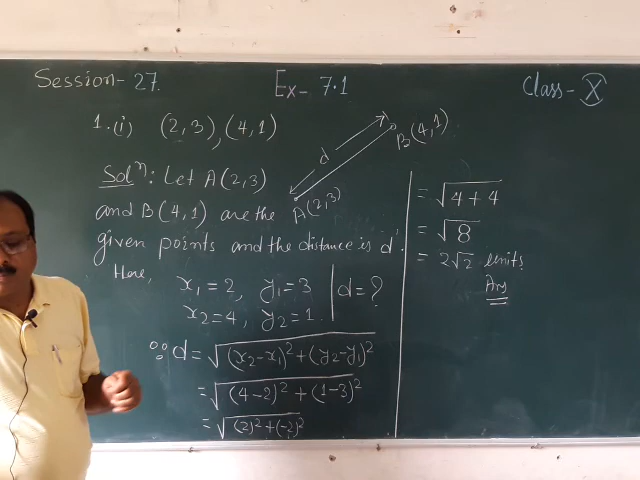 Session-27.
Ex-7.1
Class-X
1.(i) (2,3),(4,1)
d
B(4,1)
A(2,3)
Solⁿ: Let A(2,3)
and B(4,1) are the
given points and the distance is 'd'.
Here,
x₁=2, y₁=3
x₂=4, y₂=1.
d=?
∴ d=√((x₂-x₁)²+(y₂-y₁)²)
=√((4-2)²+(1-3)²)
=√((2)²+(-2)²)
=√(4+4)
=√8
=2√2 units
Ans